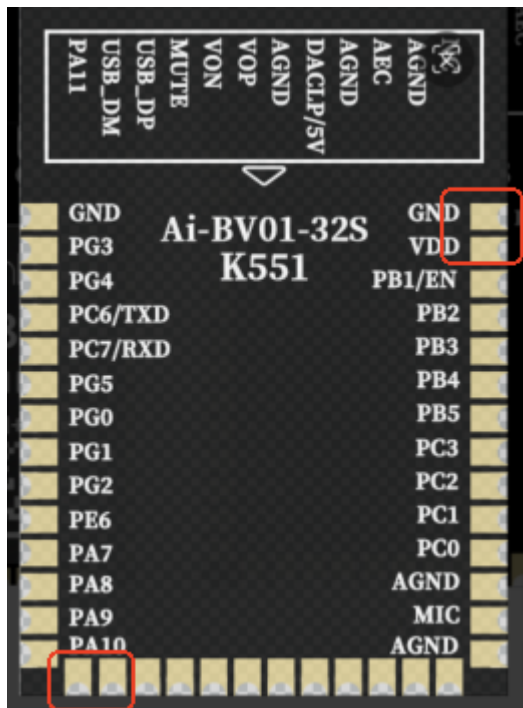 PA11
USB_DM
USB_DP
MUTE
VON
VOP
AGND
DACLP/5V
AGND
AEC
AGND
Ai-BV01-32S
K551
GND
PG3
PG4
PC6/TXD
PC7/RXD
PG5
PG0
PG1
PG2
PE6
PA7
PA8
PA9
PA10
GND
VDD
PB1/EN
PB2
PB3
PB4
PB5
PC3
PC2
PC1
PC0
AGND
MIC
AGND